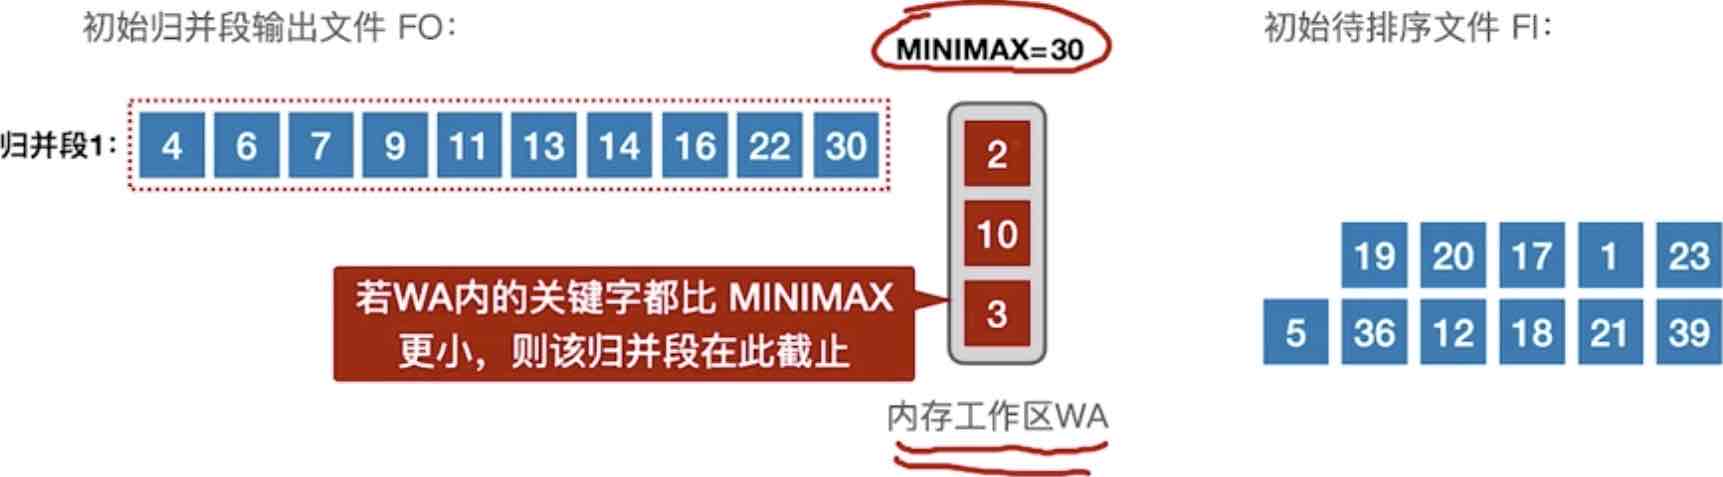 初始归并段输出文件 FO：
MINIMAX=30
初始待排序文件 FI：
归并段1：
4 6 7 9 11 13 14 16 22 30
2
10
3
若WA内的关键字都比 MINIMAX
更小，则该归并段在此截止
内存工作区WA
19 20 17 1 23
5 36 12 18 21 39